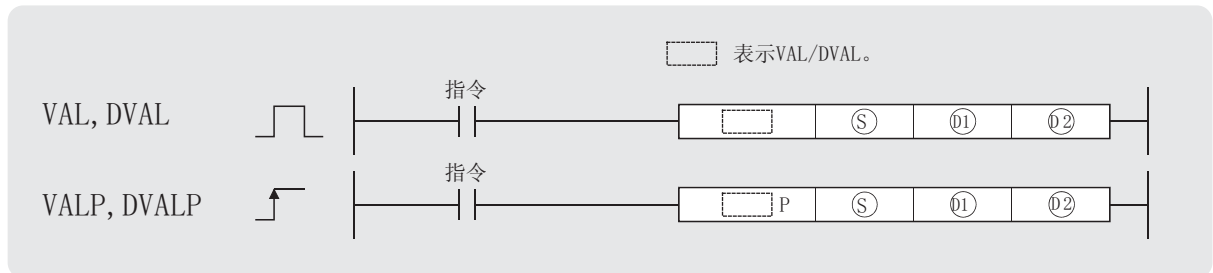 表示VAL/DVAL。
指令
VAL, DVAL S D1 D2
指令
VALP, DVALP P S D1 D2